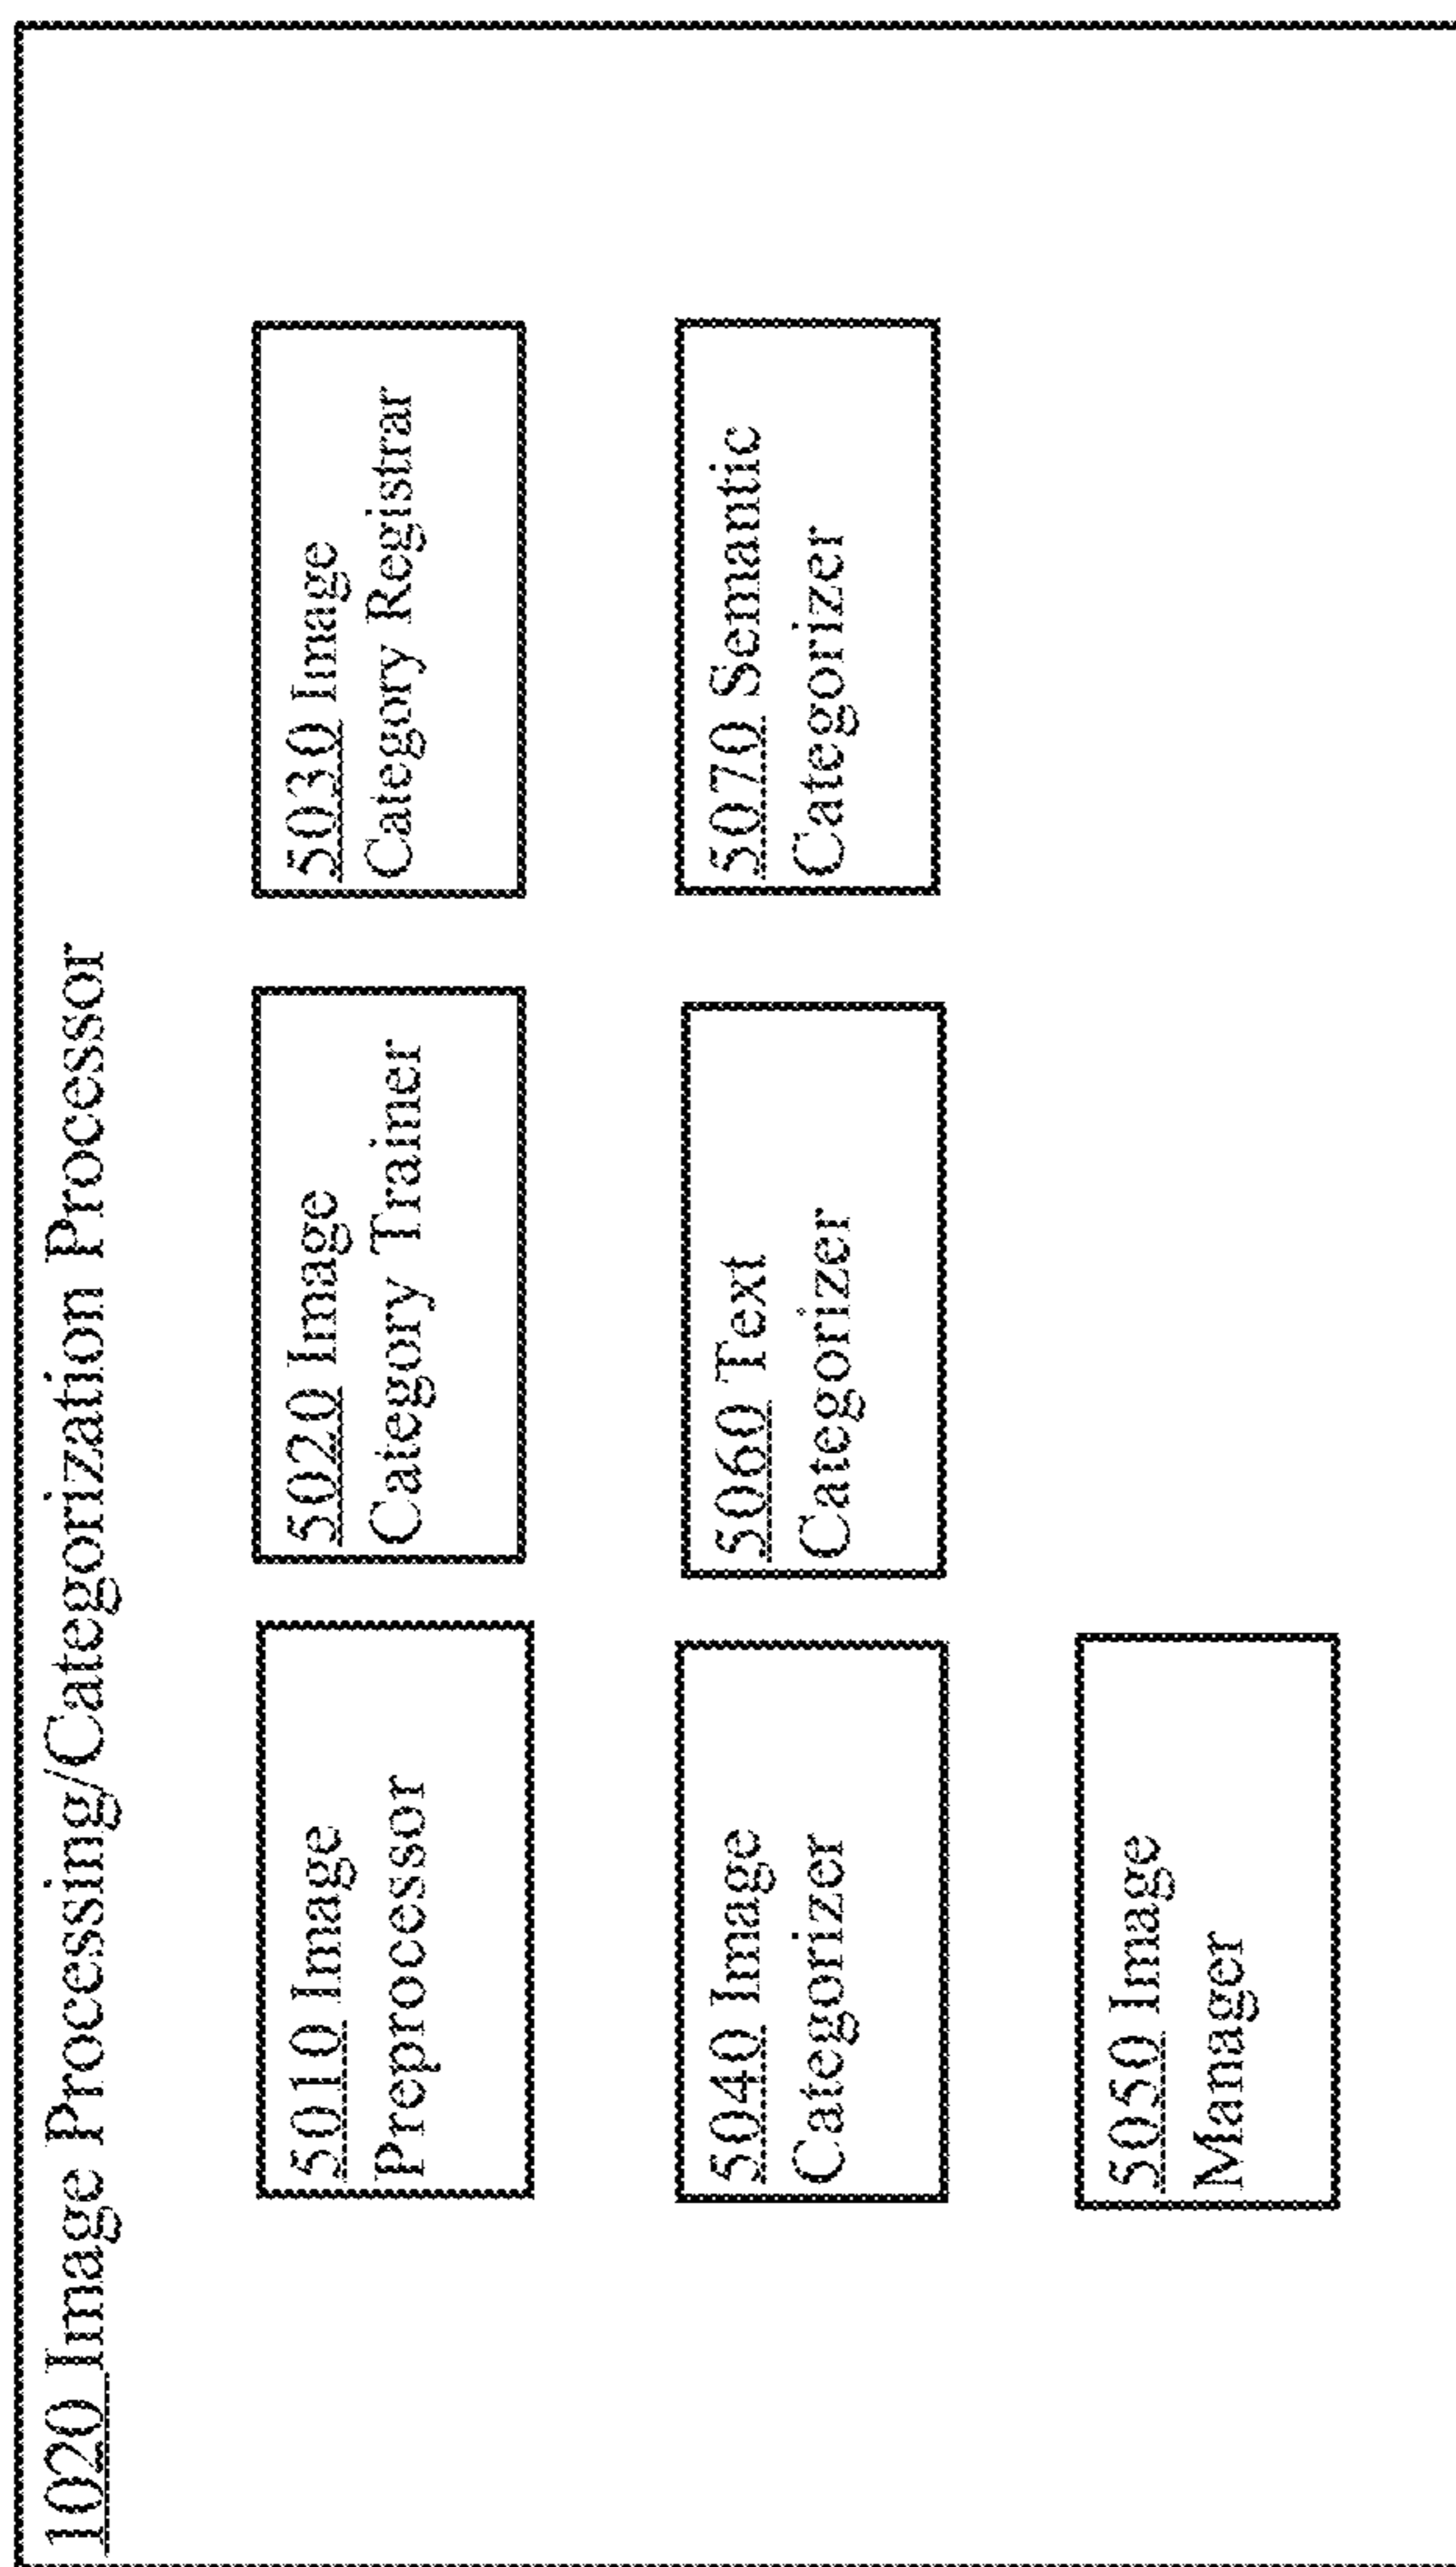 1020 Image Processing/Categorization Processor
5010 Image
Preprocessor
5020 Image
Category Trainer
5030 Image
Category Registrar
5040 Image
Categorizer
5060 Text
Categorizer
5070 Semantic
Categorizer
5050 Image
Manager